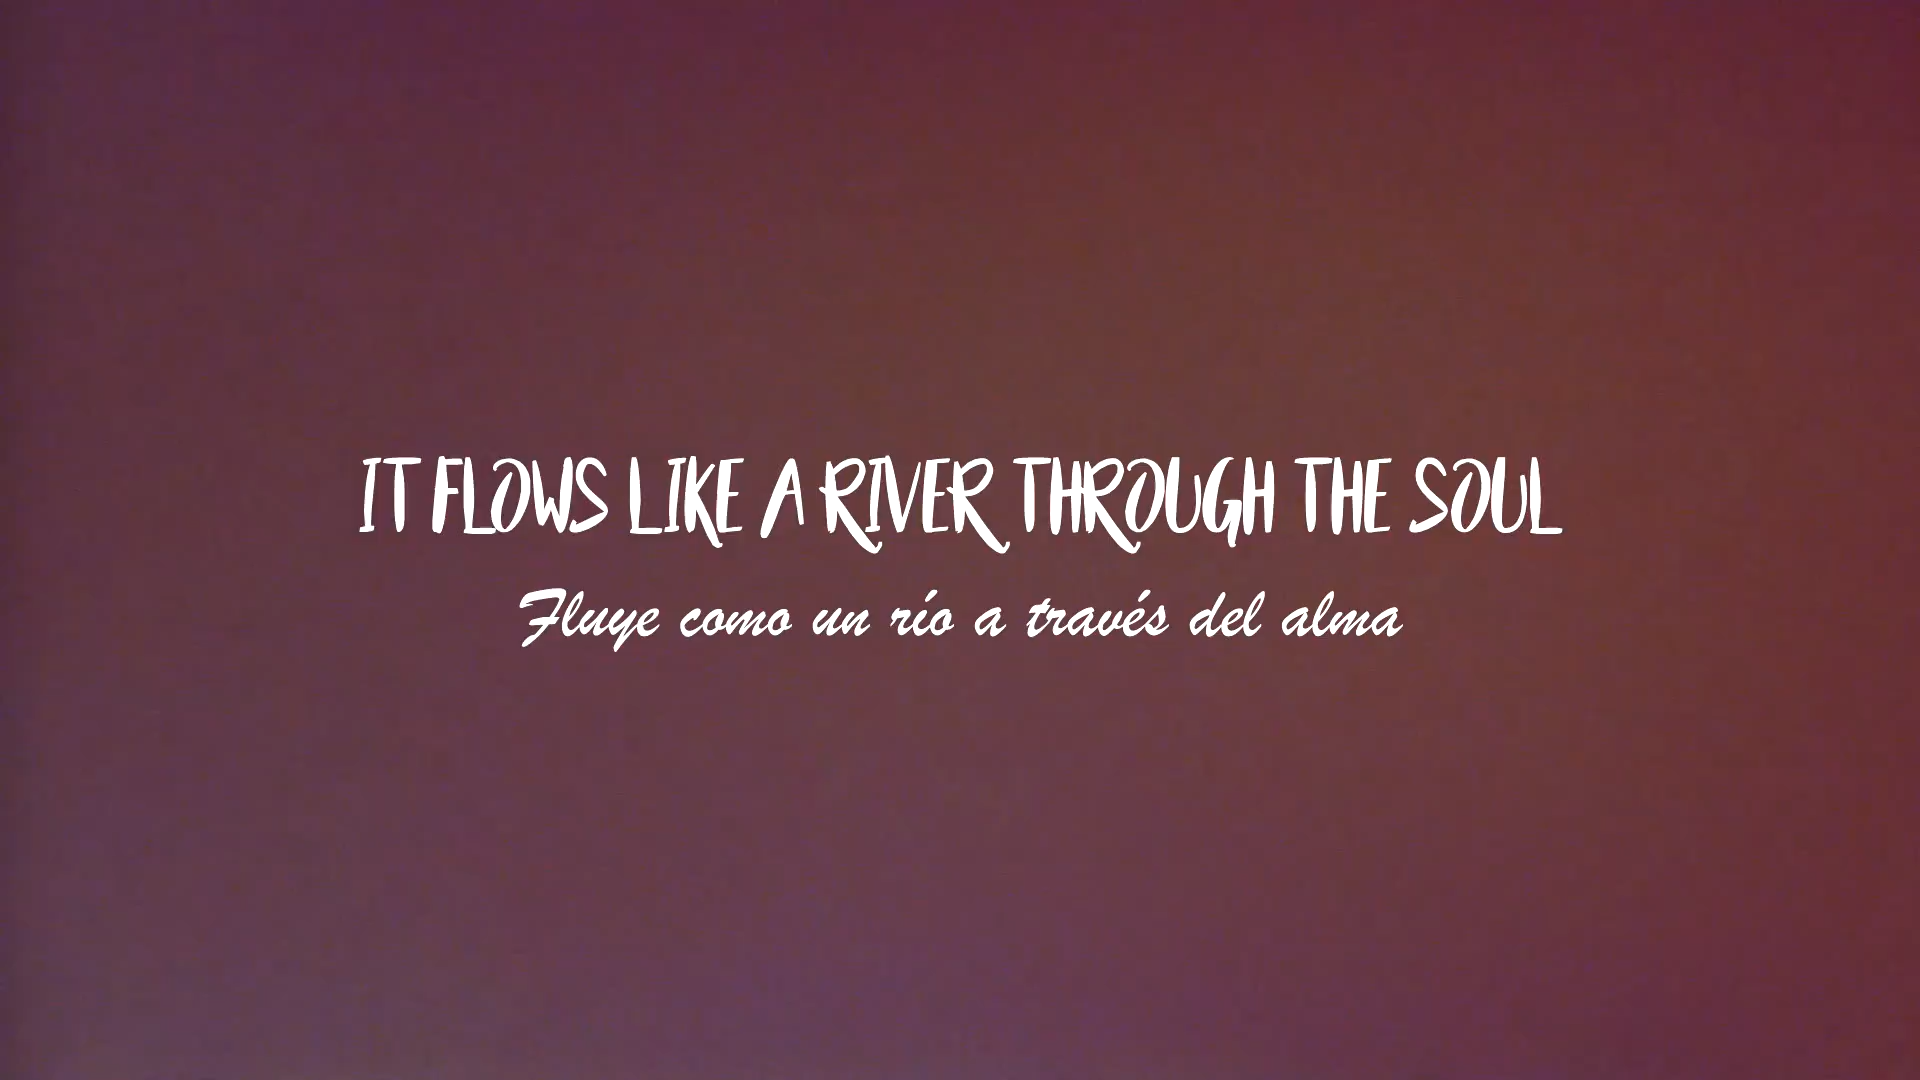 IT FLOWS LIKE A RIVER THROUGH THE SOUL
Fluye como un río a través del alma